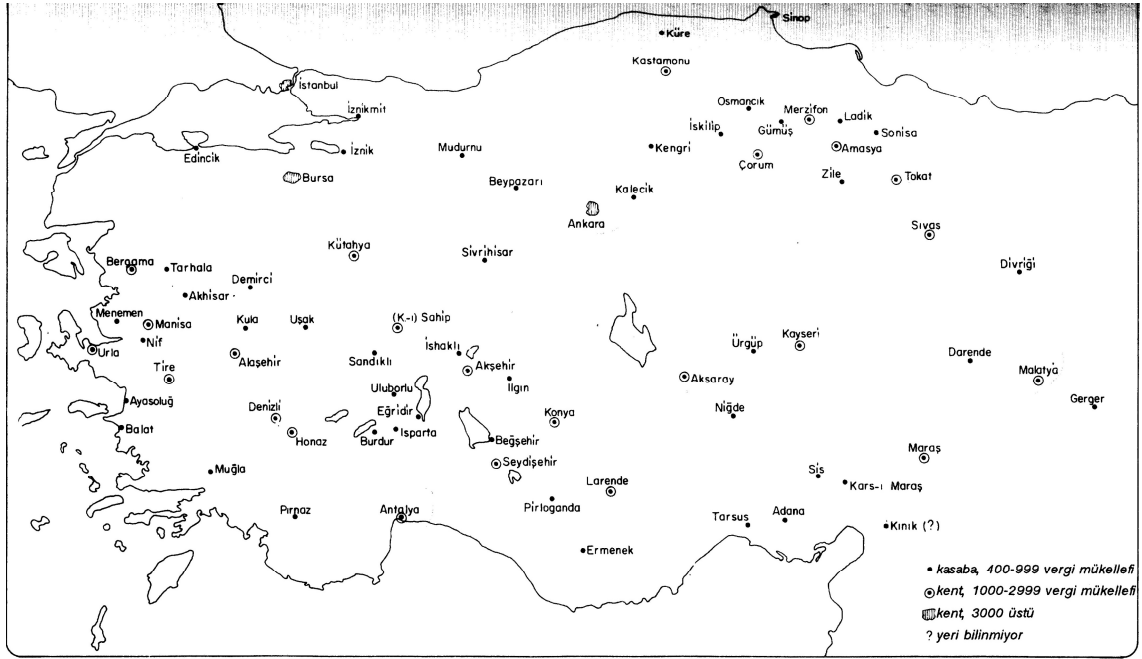 Sinop
Küre
Kastamonu
İstanbul
İznikmit
Osmancık
Merzifon
Ladik
İskilip
Gümüş
Sonisa
Edincik
İznik
Mudurnu
Kengri
Çorum
Amasya
Bursa
Beypazarı
Kalecik
Zile
Tokat
Ankara
Sıvas
Kütahya
Sivrihisar
Bergama
Tarhala
Demirci
Divriği
Akhisar
Menemen
Manisa
Kula
Uşak
(K-ı) Sahip
Nif
Urla
Alaşehir
Sandıklı
İshaklı
Ürgüp
Kayseri
Darende
Tire
Akşehir
Aksaray
Malatya
Uluborlu
Ilgın
Ayasoluğ
Denizli
Eğridir
Konya
Niğde
Gerger
Balat
Honaz
Burdur
Isparta
Beğşehir
Maraş
Muğla
Seydişehir
Sis
Larende
Kars-ı Maraş
Pırnaz
Antalya
Pirloganda
Tarsus
Adana
Kınık (?)
Ermenek
kasaba, 400-999 vergi mükellefi
kent, 1000-2999 vergi mükellefi
kent, 3000 üstü
? yeri bilinmiyor